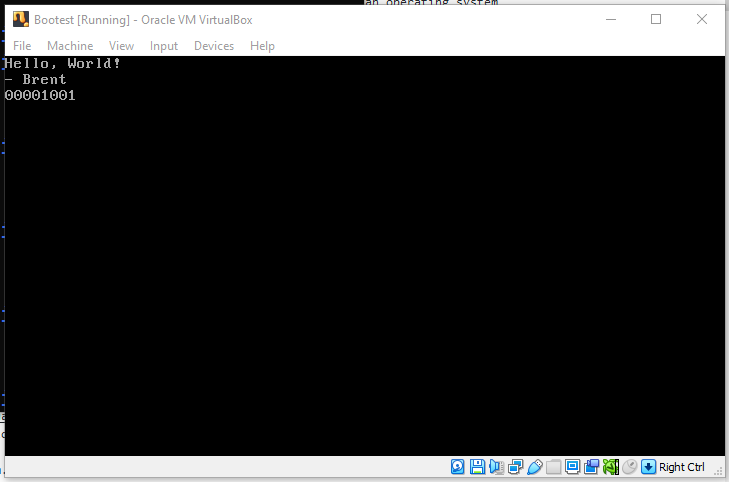 an operating system
Bootest [Running] - Oracle VM VirtualBox
File Machine View Input Devices Help
Hello, World!
- Brent
00001001
Right Ctrl